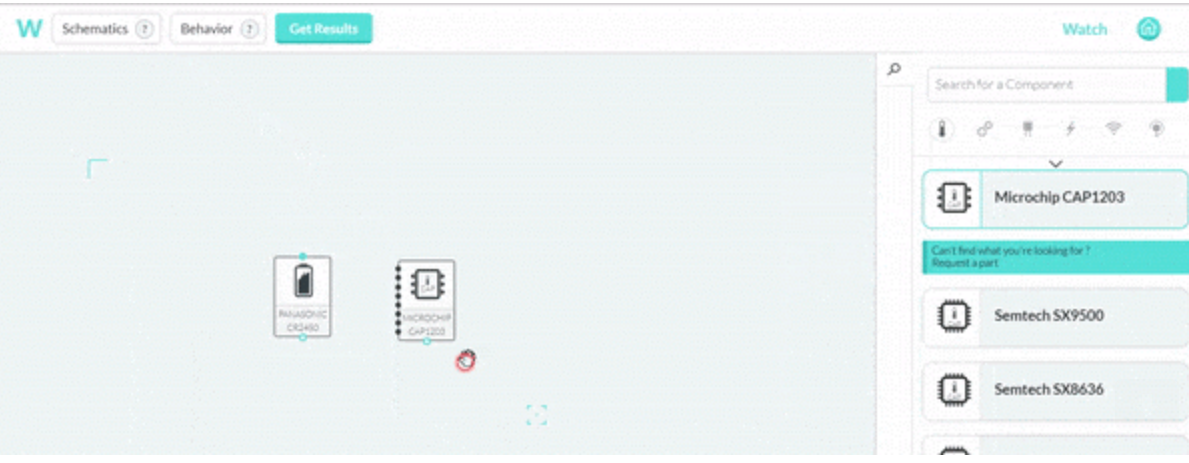 W
Schematics ?
Behavior ?
Get Results
Watch
Search for a Component
Microchip CAP1203
Can't find what you're looking for ?
Request a part
PANASONIC
CR2450
MICROCHIP
CAP1203
Semtech SX9500
Semtech SX8636